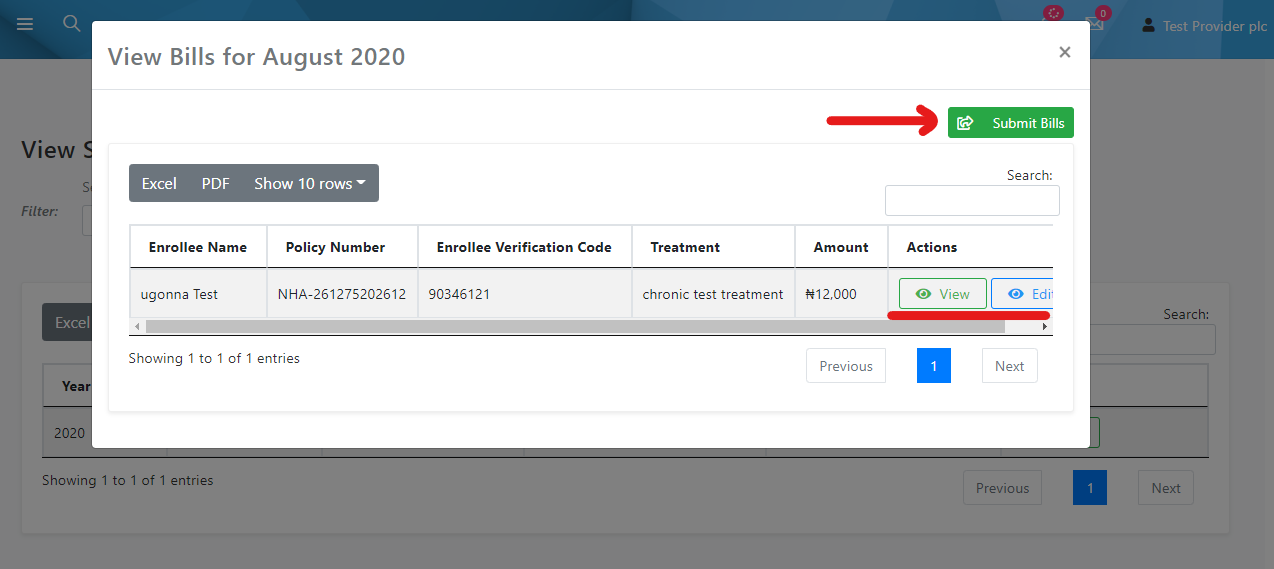 0
Test Provider plc
View Bills for August 2020
×
Submit Bills
View S
Filter:
Excel PDF Show 10 rows
Search:
Enrollee Name Policy Number Enrollee Verification Code Treatment Amount Actions
ugonna Test NHA-261275202612 90346121 chronic test treatment ₦12,000 View Edit
Showing 1 to 1 of 1 entries
Previous 1 Next
Excel
Search:
Year
2020
Showing 1 to 1 of 1 entries
Previous 1 Next